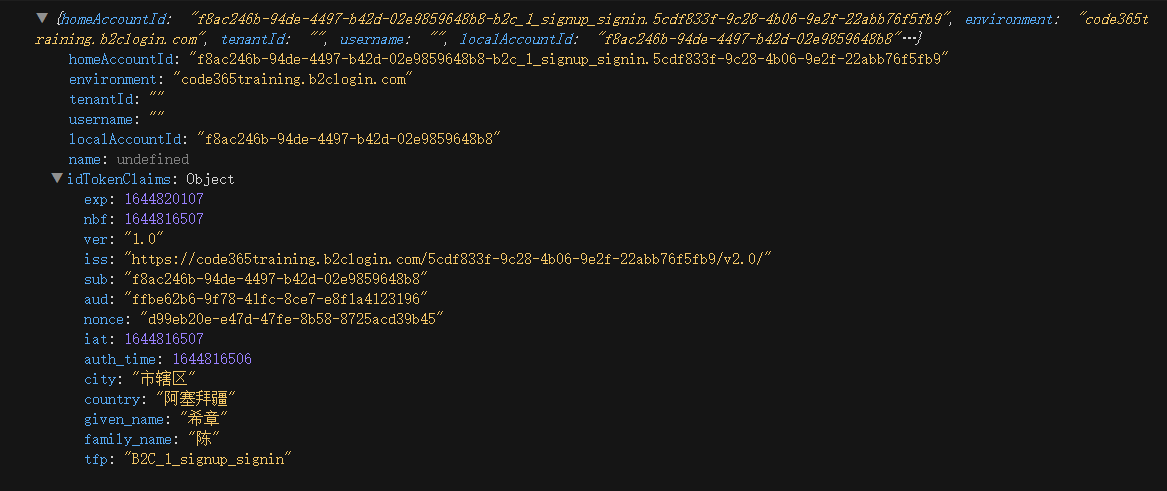 {homeAccountId: "f8ac246b-94de-4497-b42d-02e9859648b8-b2c_1_signup_signin.5cdf833f-9c28-4b06-9e2f-22abb76f5fb9", environment: "code365t
raining.b2clogin.com", tenantId: "", username: "", localAccountId: "f8ac246b-94de-4497-b42d-02e9859648b8"…}
homeAccountId: "f8ac246b-94de-4497-b42d-02e9859648b8-b2c_1_signup_signin.5cdf833f-9c28-4b06-9e2f-22abb76f5fb9"
environment: "code365training.b2clogin.com"
tenantId: ""
username: ""
localAccountId: "f8ac246b-94de-4497-b42d-02e9859648b8"
name: undefined
idTokenClaims: Object
exp: 1644820107
nbf: 1644816507
ver: "1.0"
iss: "https://code365training.b2clogin.com/5cdf833f-9c28-4b06-9e2f-22abb76f5fb9/v2.0/"
sub: "f8ac246b-94de-4497-b42d-02e9859648b8"
aud: "ffbe62b6-9f78-41fc-8ce7-e8f1a4123196"
nonce: "d99eb20e-e47d-47fe-8b58-8725acd39b45"
iat: 1644816507
auth_time: 1644816506
city: "市辖区"
country: "阿塞拜疆"
given_name: "希章"
family_name: "陈"
tfp: "B2C_1_signup_signin"